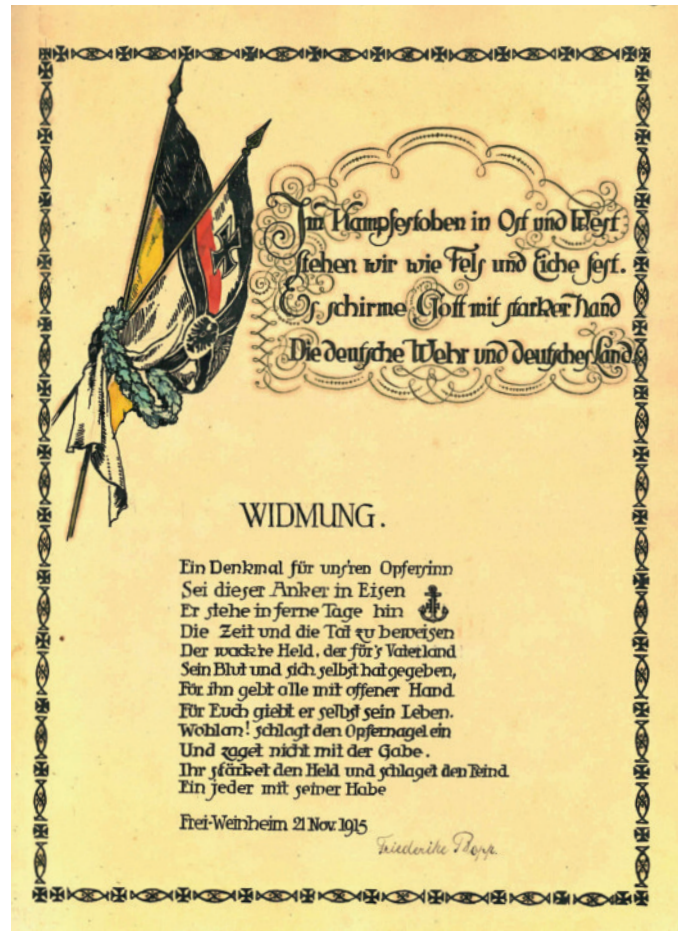 Im Kampfestoben in Ost und West
stehen wir wie Fels und Eiche fest.
Es schirme Gott mit starker Hand
Die deutsche Wehr und deutsches Land
WIDMUNG.
Ein Denkmal für uns'ren Opfersinn
Sei dieser Anker in Eisen
Er stehe in ferne Tage hin
Die Zeit und die Tat zu beweisen
Der wack're Held, der für's Vaterland
Sein Blut und sich selbst hat gegeben,
Für ihn gebt alle mit offener Hand
Für Euch giebt er selbst sein Leben.
Wohlan! schlagt den Opfernagel ein
Und zaget nicht mit der Gabe.
Ihr stärket den Held und schlaget den Feind
Ein jeder mit seiner Habe
Frei-Weinheim 21 Nov. 1915
Friederike